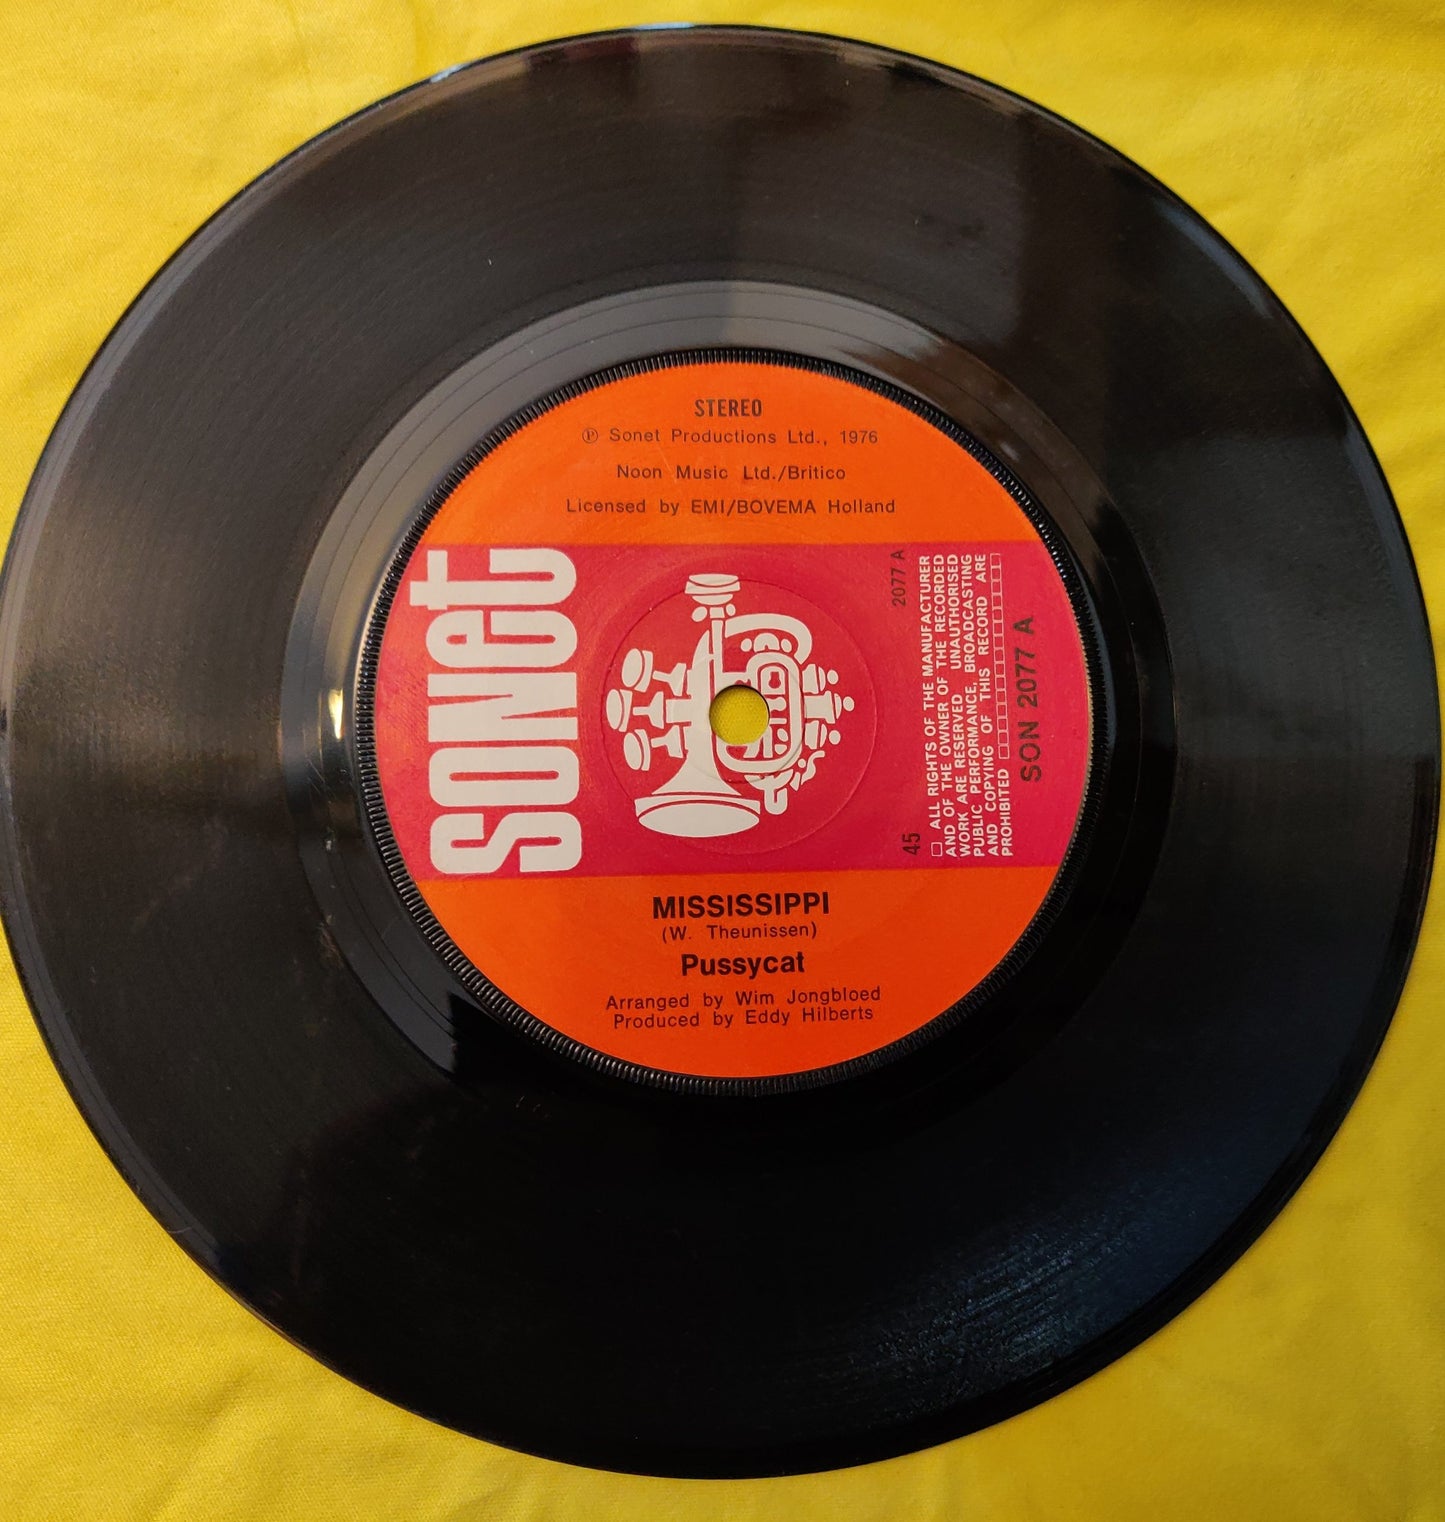 STEREO
℗ Sonet Productions Ltd., 1976
Noon Music Ltd./Britico
Licensed by EMI/BOVEMA Holland
sonet
2077 A
45
ALL RIGHTS OF THE MANUFACTURER
AND OF THE OWNER OF THE RECORDED
WORK ARE RESERVED UNAUTHORISED
PUBLIC PERFORMANCE, BROADCASTING
AND COPYING OF THIS RECORD ARE
PROHIBITED
SON 2077 A
MISSISSIPPI
(W. Theunissen)
Pussycat
Arranged by Wim Jongbloed
Produced by Eddy Hilberts